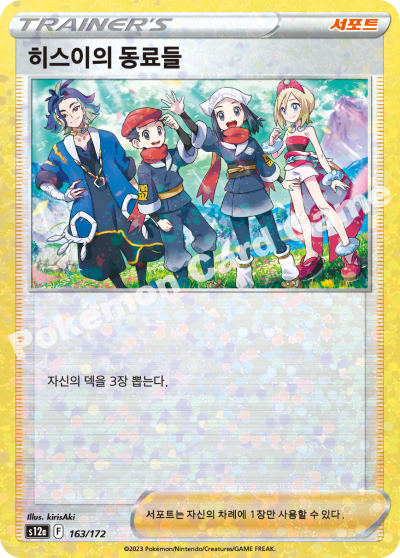 TRAINER'S
서포트
히스이의 동료들
Pokémon Card Game
자신의 덱을 3장 뽑는다.
Illus. kirisAki
s12a F 163/172
서포트는 자신의 차례에 1장만 사용할 수 있다.
©2023 Pokémon/Nintendo/Creatures/GAME FREAK.